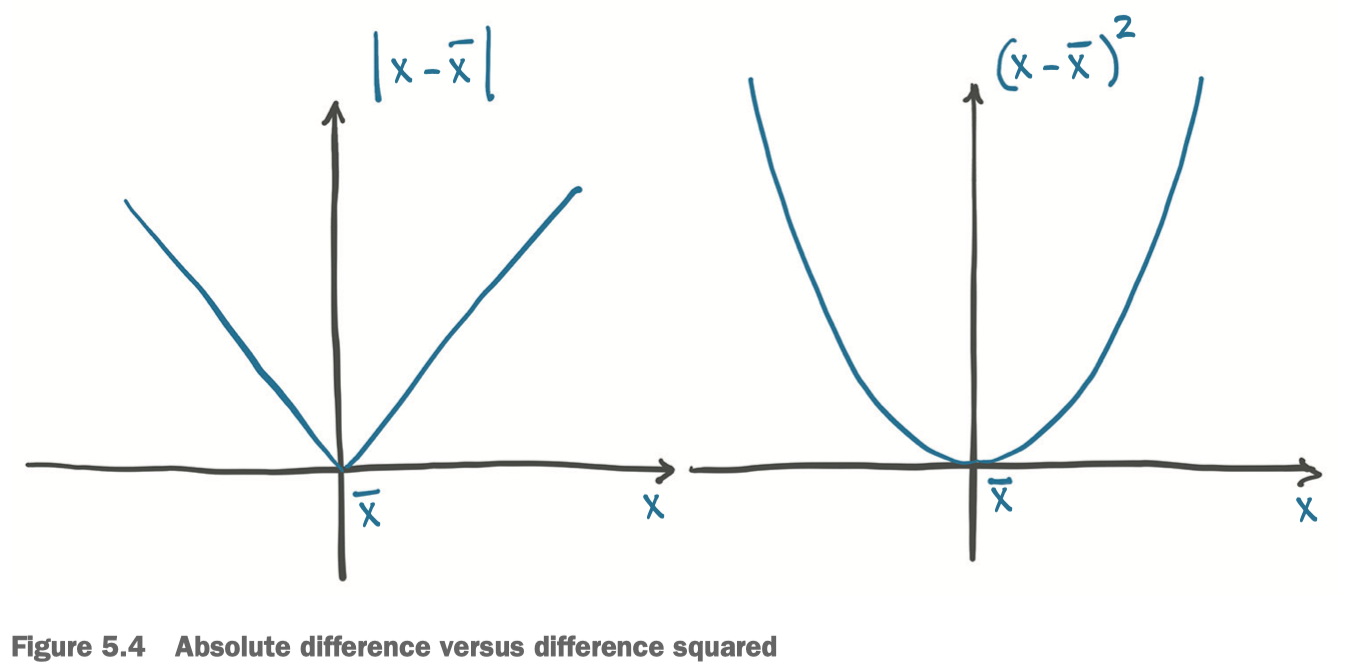 |x - x̄|
(x - x̄)²
x̄
x
x̄
x
Figure 5.4 Absolute difference versus difference squared